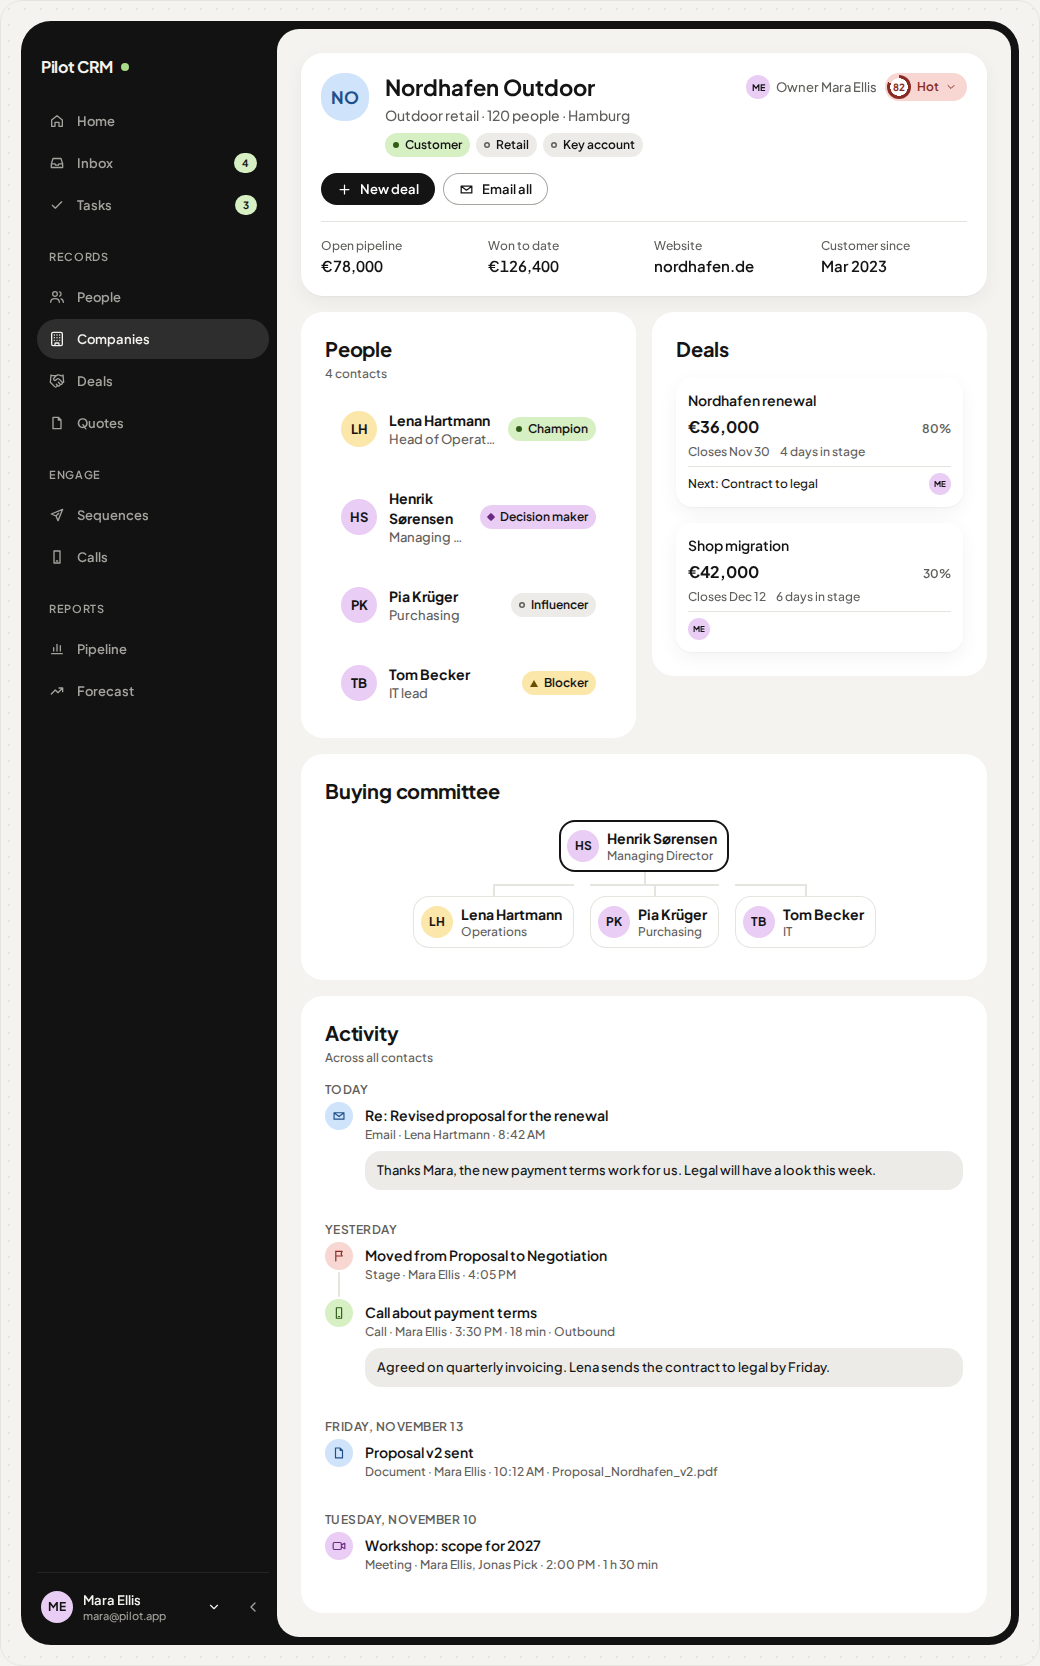 Pilot CRM
Home
Inbox 4
Tasks 3
RECORDS
People
Companies
Deals
Quotes
ENGAGE
Sequences
Calls
REPORTS
Pipeline
Forecast
ME Mara Ellis
mara@pilot.app
NO Nordhafen Outdoor
Outdoor retail · 120 people · Hamburg
Customer Retail Key account
ME Owner Mara Ellis 82 Hot
New deal Email all
Open pipeline Won to date Website Customer since
€78,000 €126,400 nordhafen.de Mar 2023
People
4 contacts
LH Lena Hartmann Champion
Head of Operat...
HS Henrik
Sørensen Decision maker
Managing ...
PK Pia Krüger Influencer
Purchasing
TB Tom Becker Blocker
IT lead
Deals
Nordhafen renewal
€36,000 80%
Closes Nov 30 4 days in stage
Next: Contract to legal ME
Shop migration
€42,000 30%
Closes Dec 12 6 days in stage
ME
Buying committee
HS Henrik Sørensen
Managing Director
LH Lena Hartmann PK Pia Krüger TB Tom Becker
Operations Purchasing IT
Activity
Across all contacts
TODAY
Re: Revised proposal for the renewal
Email · Lena Hartmann · 8:42 AM
Thanks Mara, the new payment terms work for us. Legal will have a look this week.
YESTERDAY
Moved from Proposal to Negotiation
Stage · Mara Ellis · 4:05 PM
Call about payment terms
Call · Mara Ellis · 3:30 PM · 18 min · Outbound
Agreed on quarterly invoicing. Lena sends the contract to legal by Friday.
FRIDAY, NOVEMBER 13
Proposal v2 sent
Document · Mara Ellis · 10:12 AM · Proposal_Nordhafen_v2.pdf
TUESDAY, NOVEMBER 10
Workshop: scope for 2027
Meeting · Mara Ellis, Jonas Pick · 2:00 PM · 1 h 30 min